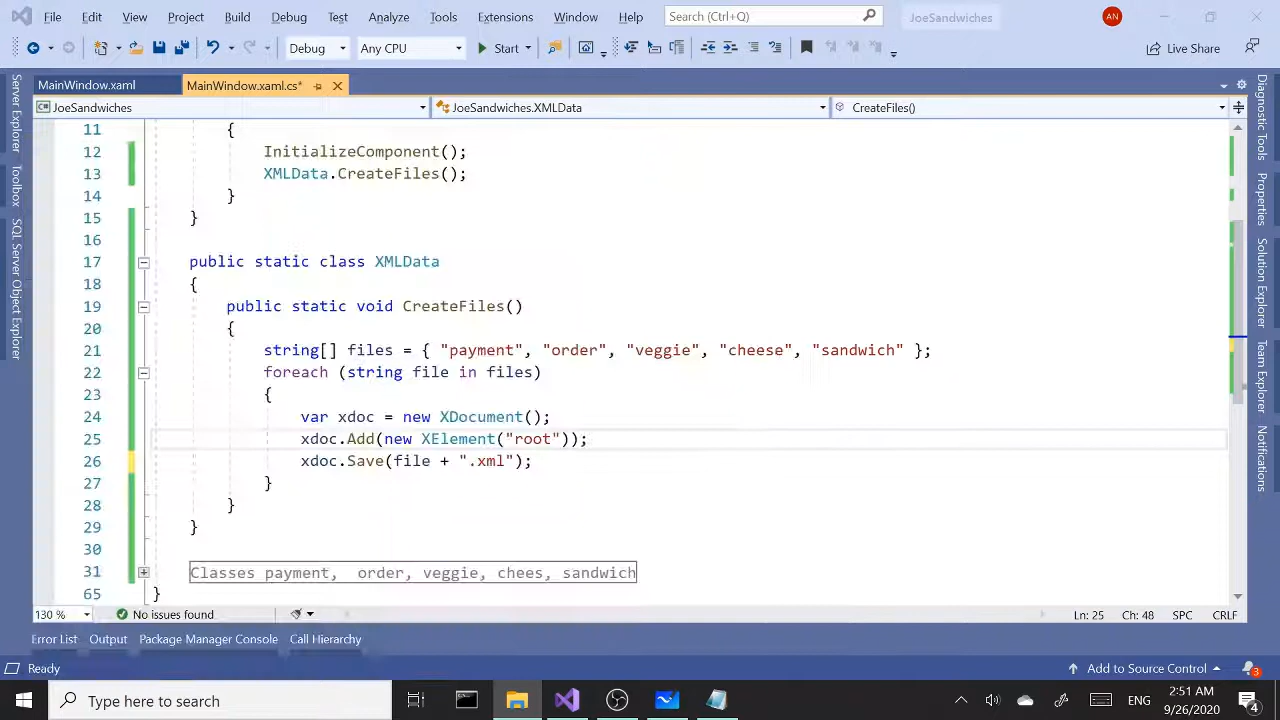 File Edit View Project Build Debug Test Analyze Tools Extensions Window Help Search (Ctrl+Q) JoeSandwiches AN
Debug Any CPU Start Live Share
MainWindow.xaml MainWindow.xaml.cs*
JoeSandwiches JoeSandwiches.XMLData CreateFiles()
11 {
12 InitializeComponent();
13 XMLData.CreateFiles();
14 }
15 }
16
17 public static class XMLData
18 {
19 public static void CreateFiles()
20 {
21 string[] files = { "payment", "order", "veggie", "cheese", "sandwich" };
22 foreach (string file in files)
23 {
24 var xdoc = new XDocument();
25 xdoc.Add(new XElement("root"));
26 xdoc.Save(file + ".xml");
27 }
28 }
29 }
30
31 Classes payment,  order, veggie, chees, sandwich
65 }
Server Explorer
Toolbox
SQL Server Object Explorer
Diagnostic Tools
Properties
Solution Explorer
Team Explorer
Notifications
130 % No issues found Ln: 25 Ch: 48 SPC CRLF
Error List Output Package Manager Console Call Hierarchy
Ready Add to Source Control 3
Type here to search ENG 9:51 AM
9/26/2020 4